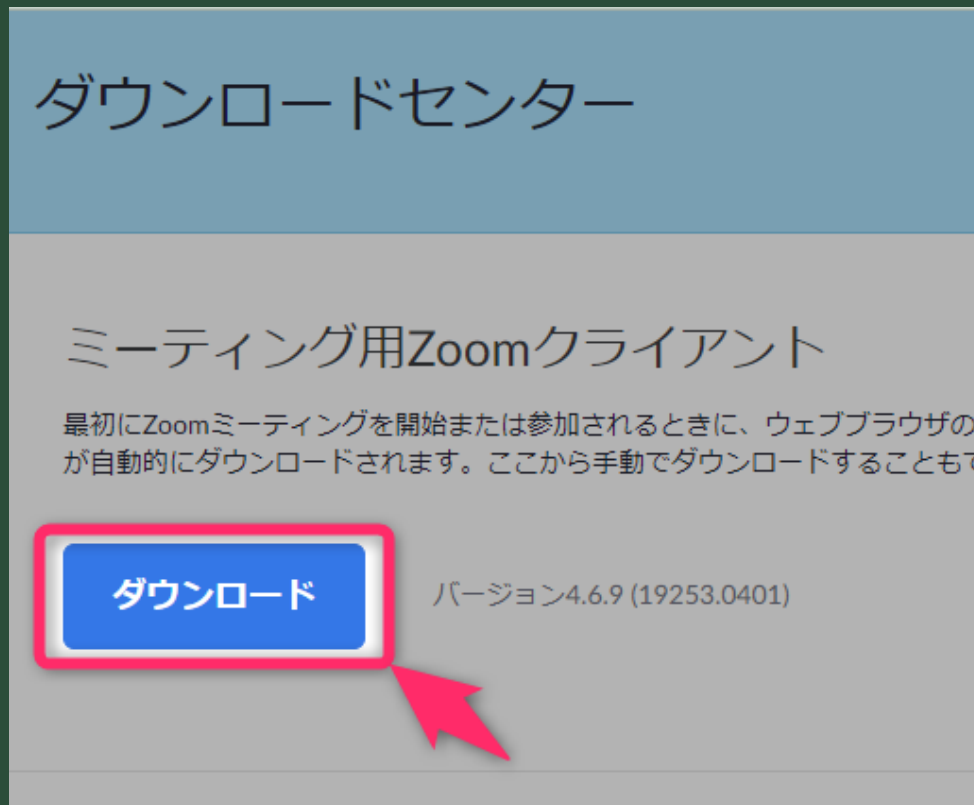 ダウンロードセンター
ミーティング用Zoomクライアント
最初にZoomミーティングを開始または参加されるときに、ウェブブラウザの
が自動的にダウンロードされます。ここから手動でダウンロードすることも
ダウンロード
バージョン4.6.9 (19253.0401)